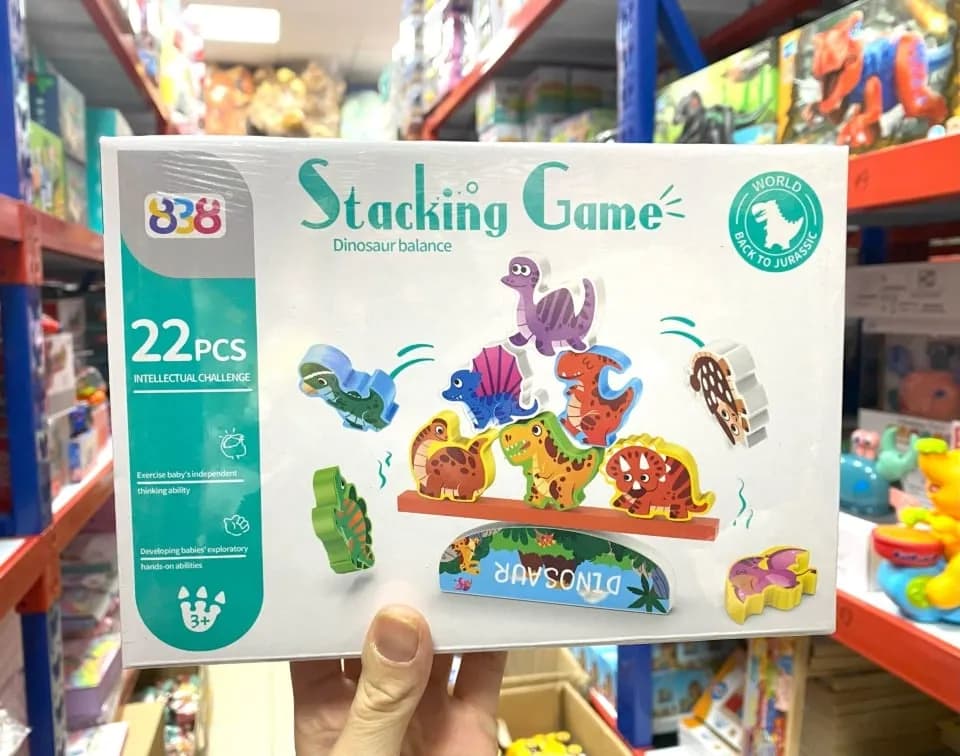 838
Stacking Game
Dinosaur balance
WORLD
BACK TO JURASSIC
22PCS
INTELLECTUAL CHALLENGE
Exercise baby's independent
thinking ability
Developing babies' exploratory
hands-on abilities
3+
DINOSAUR